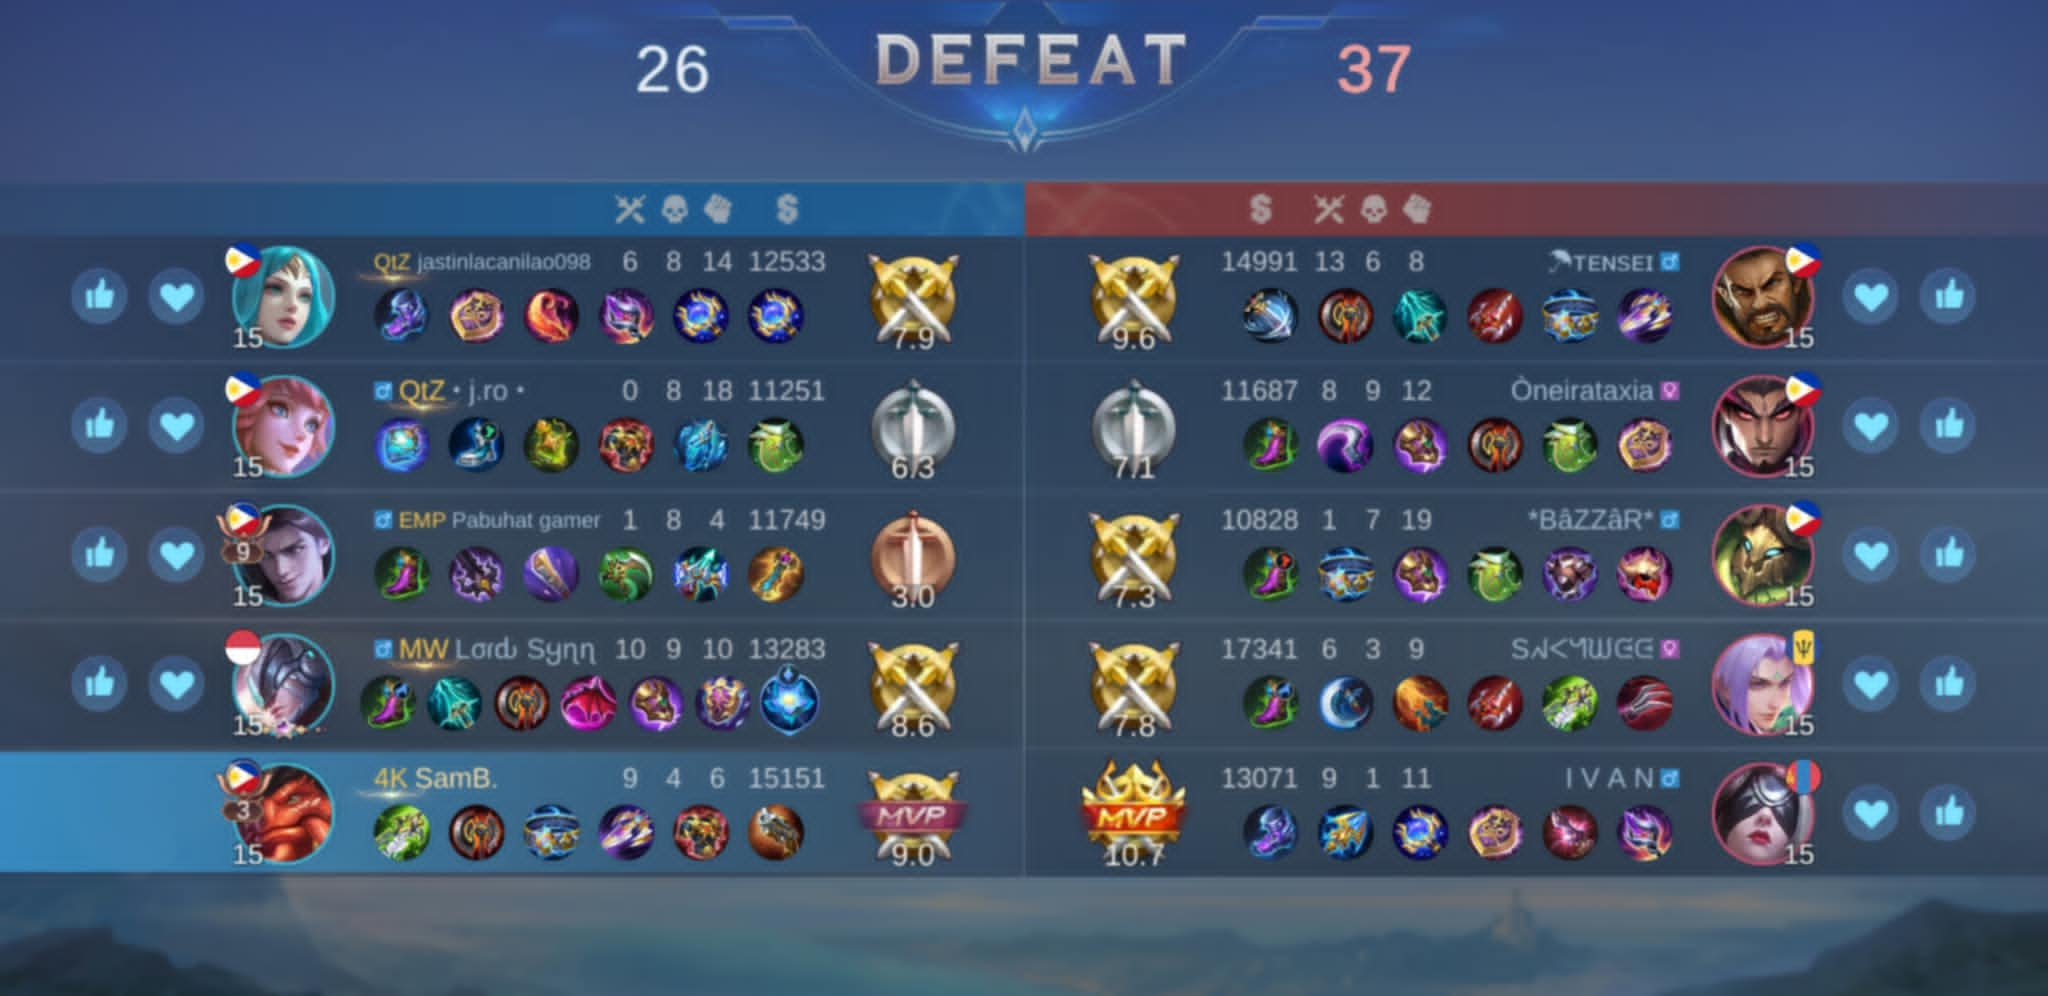 26 DEFEAT 37
QtZ jastinlacanilao098 6 8 14 12533
15 7.9
9.6 14991 13 6 8 TENSEI
15
QtZ • j.ro • 0 8 18 11251
15 6.3
7.1 11687 8 9 12 Òneirataxia
15
EMP Pabuhat gamer 1 8 4 11749
9
15 3.0
7.3 10828 1 7 19 *BâZZâR*
15
MW Lσɾԃ Sყɳɳ 10 9 10 13283
15 8.6
7.8 17341 6 3 9
15
4K SamB. 9 4 6 15151
3
15 MVP 9.0
MVP 10.7 13071 9 1 11 I V A N
15